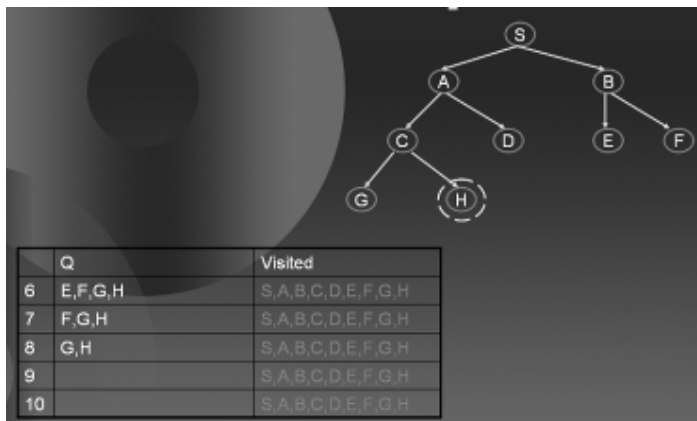 S
A B
C D E F
G H
Q Visited
6 E,F,G,H S,A,B,C,D,E,F,G,H
7 F,G,H S,A,B,C,D,E,F,G,H
8 G,H S,A,B,C,D,E,F,G,H
9 S,A,B,C,D,E,F,G,H
10 S,A,B,C,D,E,F,G,H